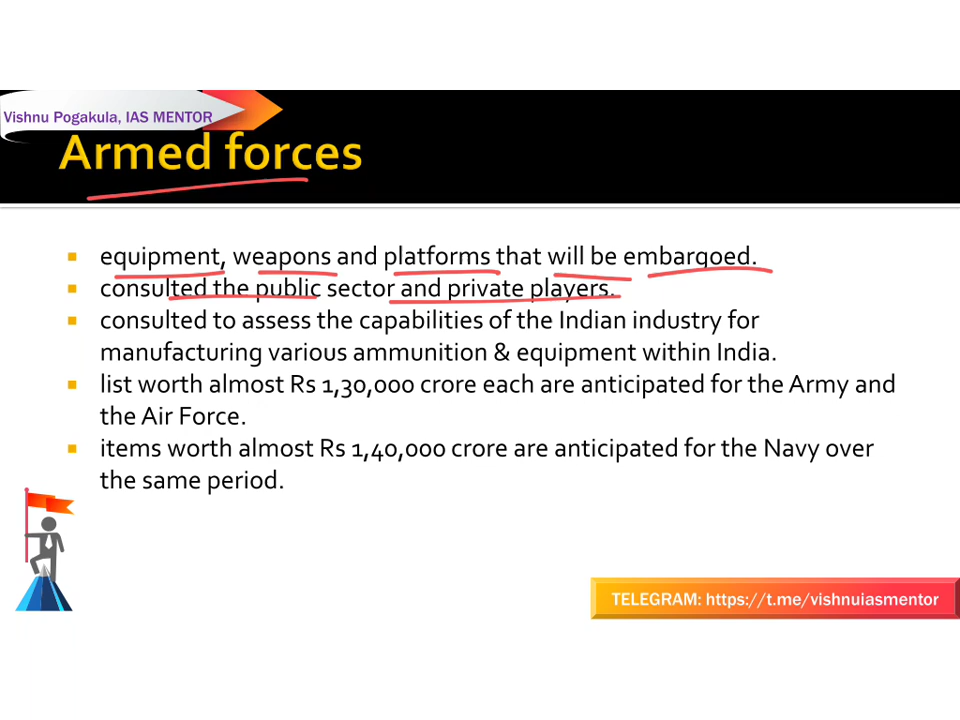 Vishnu Pogakula, IAS MENTOR
Armed forces
equipment, weapons and platforms that will be embargoed.
consulted the public sector and private players.
consulted to assess the capabilities of the Indian industry for
manufacturing various ammunition & equipment within India.
list worth almost Rs 1,30,000 crore each are anticipated for the Army and
the Air Force.
items worth almost Rs 1,40,000 crore are anticipated for the Navy over
the same period.
TELEGRAM: https://t.me/vishnuiasmentor